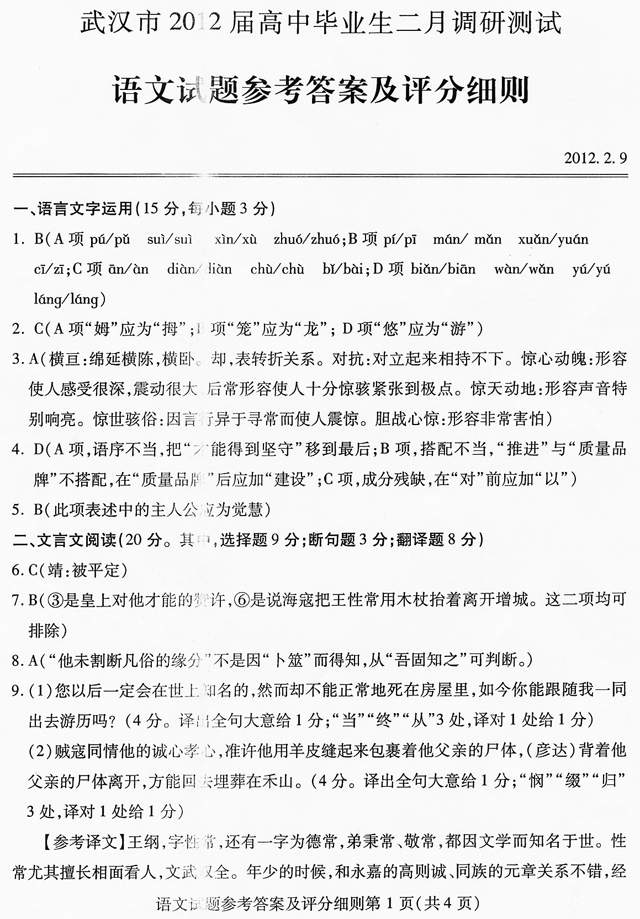 武汉市 2012 届高中毕业生二月调研测试
语文试题参考答案及评分细则
2012. 2. 9
一、语言文字运用(15 分,每小题 3 分)
1. B(A 项 pú/pǔ suì/suì xìn/xù zhuó/zhuó;B 项 pí/pī mán/ mǎn xuǎn/yuán
cī/zī;C 项 ān/àn diàn/diàn chù/chù bǐ/bài;D 项 biǎn/biān wàn/wǎn yú/yú
láng/láng)
2. C(A 项“姆”应为“拇”; 项“笼”应为“龙”; D 项“悠”应为“游”)
3. A(横亘:绵延横陈,横卧。却,表转折关系。对抗:对立起来相持不下。惊心动魄:形容
使人感受很深,震动很大 后常形容使人十分惊骇紧张到极点。惊天动地:形容声音特
别响亮。惊世骇俗:因言行异于寻常而使人震惊。胆战心惊:形容非常害怕)
4. D(A 项,语序不当,把“才能得到坚守”移到最后;B 项,搭配不当,“推进”与“质量品
牌”不搭配,在“质量品牌”后应加“建设”;C 项,成分残缺,在“对”前应加“以”)
5. B(此项表述中的主人公应为觉慧)
二、文言文阅读(20 分。其中,选择题 9 分;断句题 3 分;翻译题 8 分)
6. C(靖:被平定)
7. B(③是皇上对他才能的赞许,⑥是说海寇把王性常用木杖抬着离开增城。这二项均可
排除)
8. A(“他未割断凡俗的缘分”不是因“卜筮”而得知,从“吾固知之”可判断。)
9. (1)您以后一定会在世上知名的,然而却不能正常地死在房屋里,如今你能跟随我一同
出去游历吗? (4 分。译出全句大意给 1 分;“当”“终”“从”3 处,译对 1 处给 1 分)
(2)贼寇同情他的诚心孝心,准许他用羊皮缝起来包裹着他父亲的尸体,(彦达)背着他
父亲的尸体离开,方能回去埋葬在禾山。(4 分。译出全句大意给 1 分;“悯”“缀”“归”
3 处,译对 1 处给 1 分)
【参考译文】王纲,字性常,还有一字为德常,弟秉常、敬常,都因文学而知名于世。性
常尤其擅长相面看人,文武双全。年少的时候,和永嘉的高则诚、同族的元章关系不错,经
语文试题参考答案及评分细则第 1 页(共 4 页)